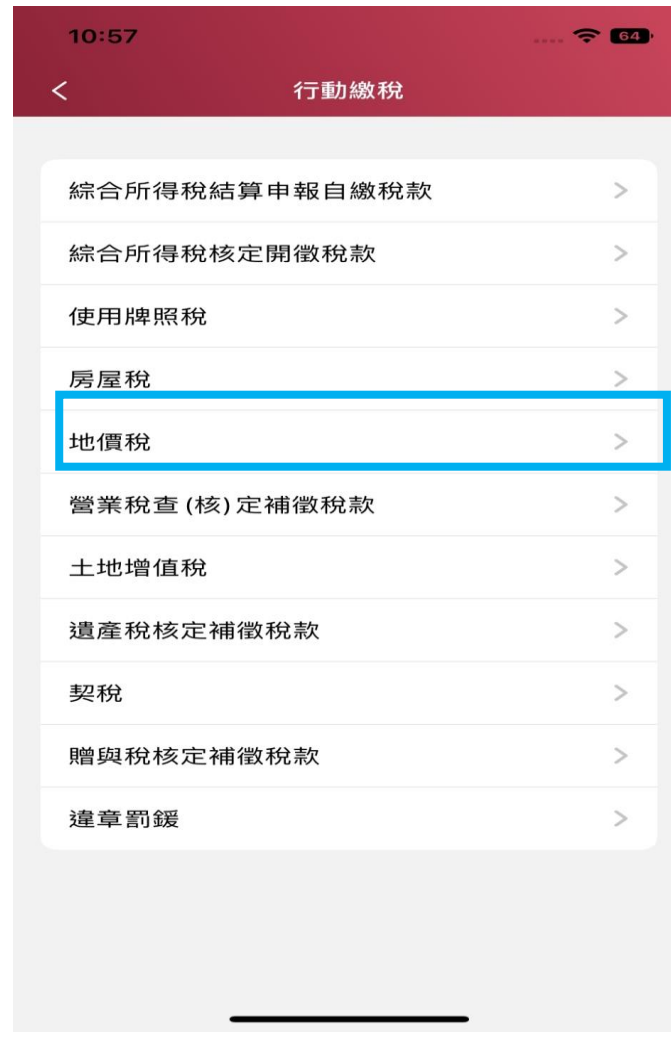 10:57
64
行動繳稅
綜合所得稅結算申報自繳稅款
綜合所得稅核定開徵稅款
使用牌照稅
房屋稅
地價稅
營業稅查(核)定補徵稅款
土地增值稅
遺產稅核定補徵稅款
契稅
贈與稅核定補徵稅款
違章罰鍰